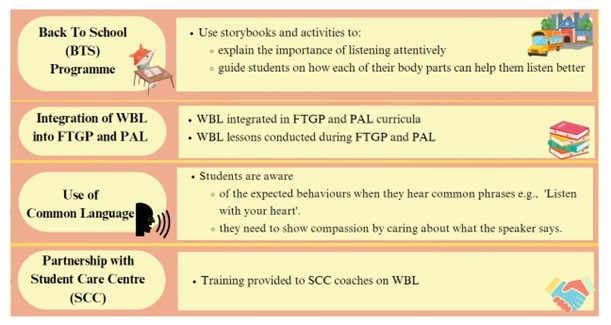 Back To School
(BTS)
Programme
• Use storybooks and activities to:
◦ explain the importance of listening attentively
◦ guide students on how each of their body parts can help them listen better
Integration of WBL
into FTGP and PAL
• WBL integrated in FTGP and PAL curricula
• WBL lessons conducted during FTGP and PAL
Use of
Common Language
• Students are aware
◦ of the expected behaviours when they hear common phrases e.g., 'Listen
with your heart'.
◦ they need to show compassion by caring about what the speaker says.
Partnership with
Student Care Centre
(SCC)
• Training provided to SCC coaches on WBL